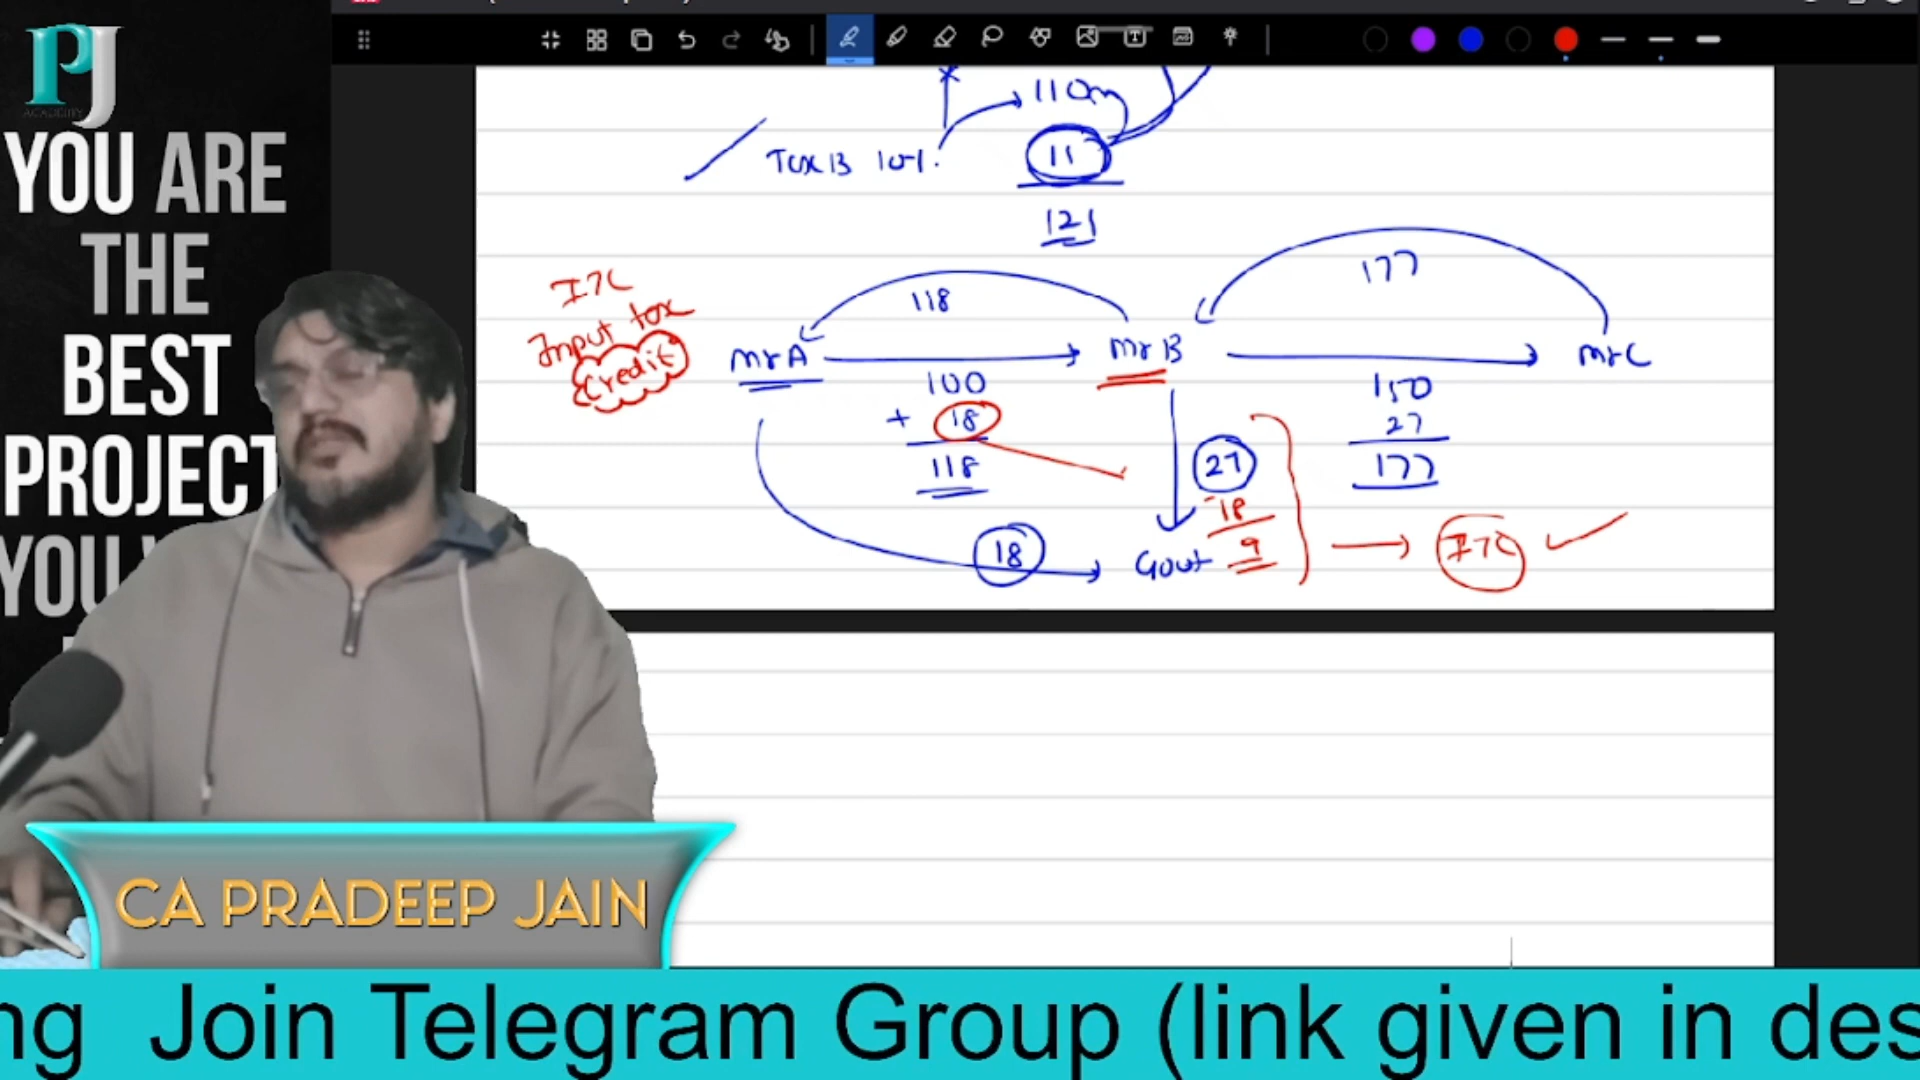 PJ
ACADEMY
YOU ARE
THE
BEST
PROJECT
YOU
110
Tax B 10%.
11
121
ITC
Input tax
Credit
118
177
Mr A
Mr B
Mr C
100
+ 18
118
150
27
177
27
18
9
18
Govt
ITC
CA PRADEEP JAIN
ng Join Telegram Group (link given in des